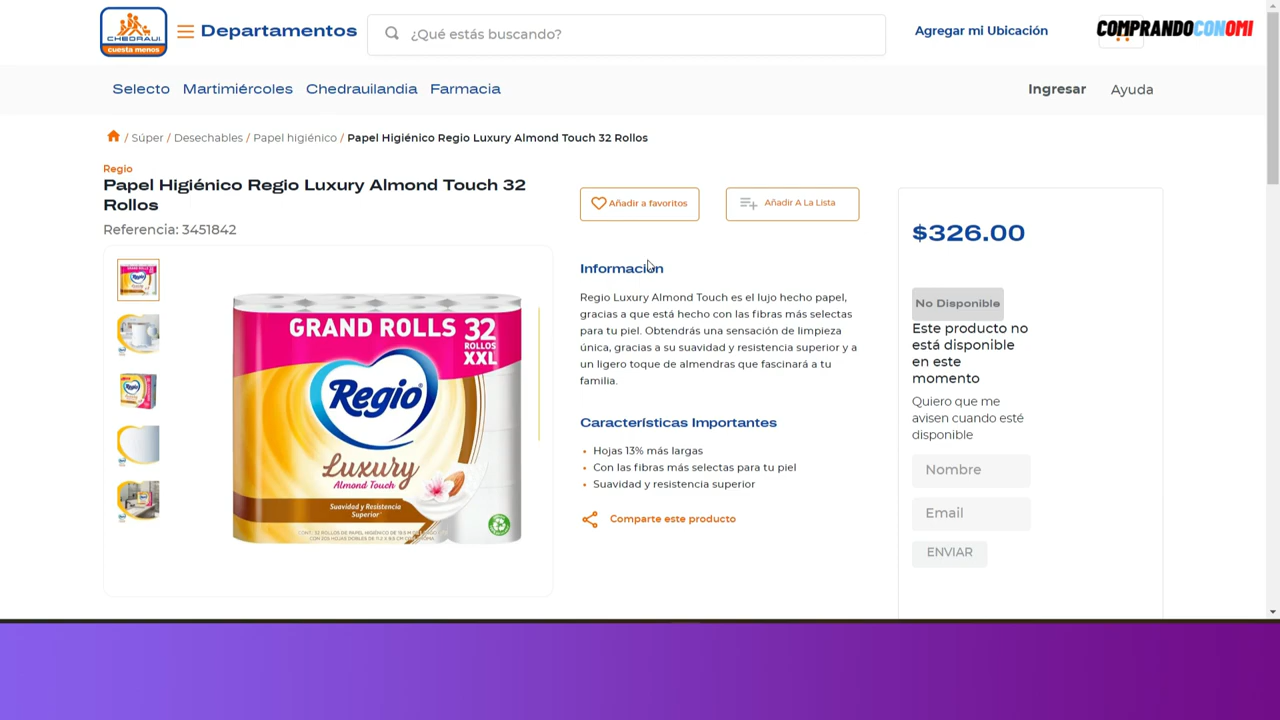 CHEDRAUI
cuesta menos
Departamentos
¿Qué estás buscando?
Agregar mi Ubicación
COMPRANDOCONOMI
Selecto
Martimiércoles
Chedrauilandia
Farmacia
Ingresar
Ayuda
/ Súper / Desechables / Papel higiénico / Papel Higiénico Regio Luxury Almond Touch 32 Rollos
Regio
Papel Higiénico Regio Luxury Almond Touch 32
Rollos
Referencia: 3451842
GRAND ROLLS 32
ROLLOS
XXL
Regio®
Luxury
Almond Touch
Suavidad y Resistencia
Superior
Añadir a favoritos
Añadir A La Lista
Información
Regio Luxury Almond Touch es el lujo hecho papel,
gracias a que está hecho con las fibras más selectas
para tu piel. Obtendrás una sensación de limpieza
única, gracias a su suavidad y resistencia superior y a
un ligero toque de almendras que fascinará a tu
familia.
Características Importantes
• Hojas 13% más largas
• Con las fibras más selectas para tu piel
• Suavidad y resistencia superior
Comparte este producto
$326.00
No Disponible
Este producto no
está disponible
en este
momento
Quiero que me
avisen cuando esté
disponible
Nombre
Email
ENVIAR